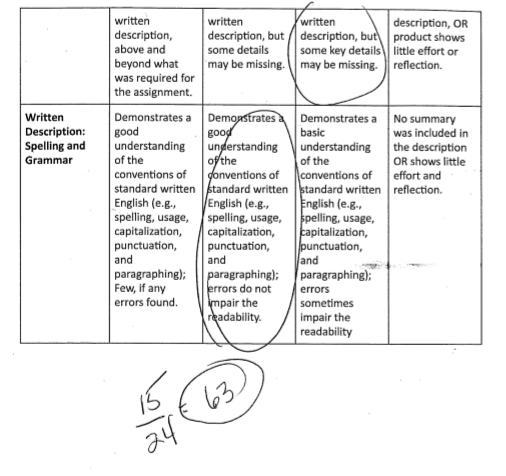 written
description,
above and
beyond what
was required for
the assignment.
written
description, but
some details
may be missing.
written
description, but
some key details
may be missing.
description, OR
product shows
little effort or
reflection.
Written
Description:
Spelling and
Grammar
Demonstrates a
good
understanding
of the
conventions of
standard written
English (e.g.,
spelling, usage,
capitalization,
punctuation,
and
paragraphing);
Few, if any
errors found.
Demonstrates a
good
understanding
of the
conventions of
standard written
English (e.g.,
spelling, usage,
capitalization,
punctuation,
and
paragraphing);
errors do not
impair the
readability.
Demonstrates a
basic
understanding
of the
conventions of
standard written
English (e.g.,
spelling, usage,
capitalization,
punctuation,
and
paragraphing);
errors
sometimes
impair the
readability
No summary
was included in
the description
OR shows little
effort and
reflection.
15
24
= 63